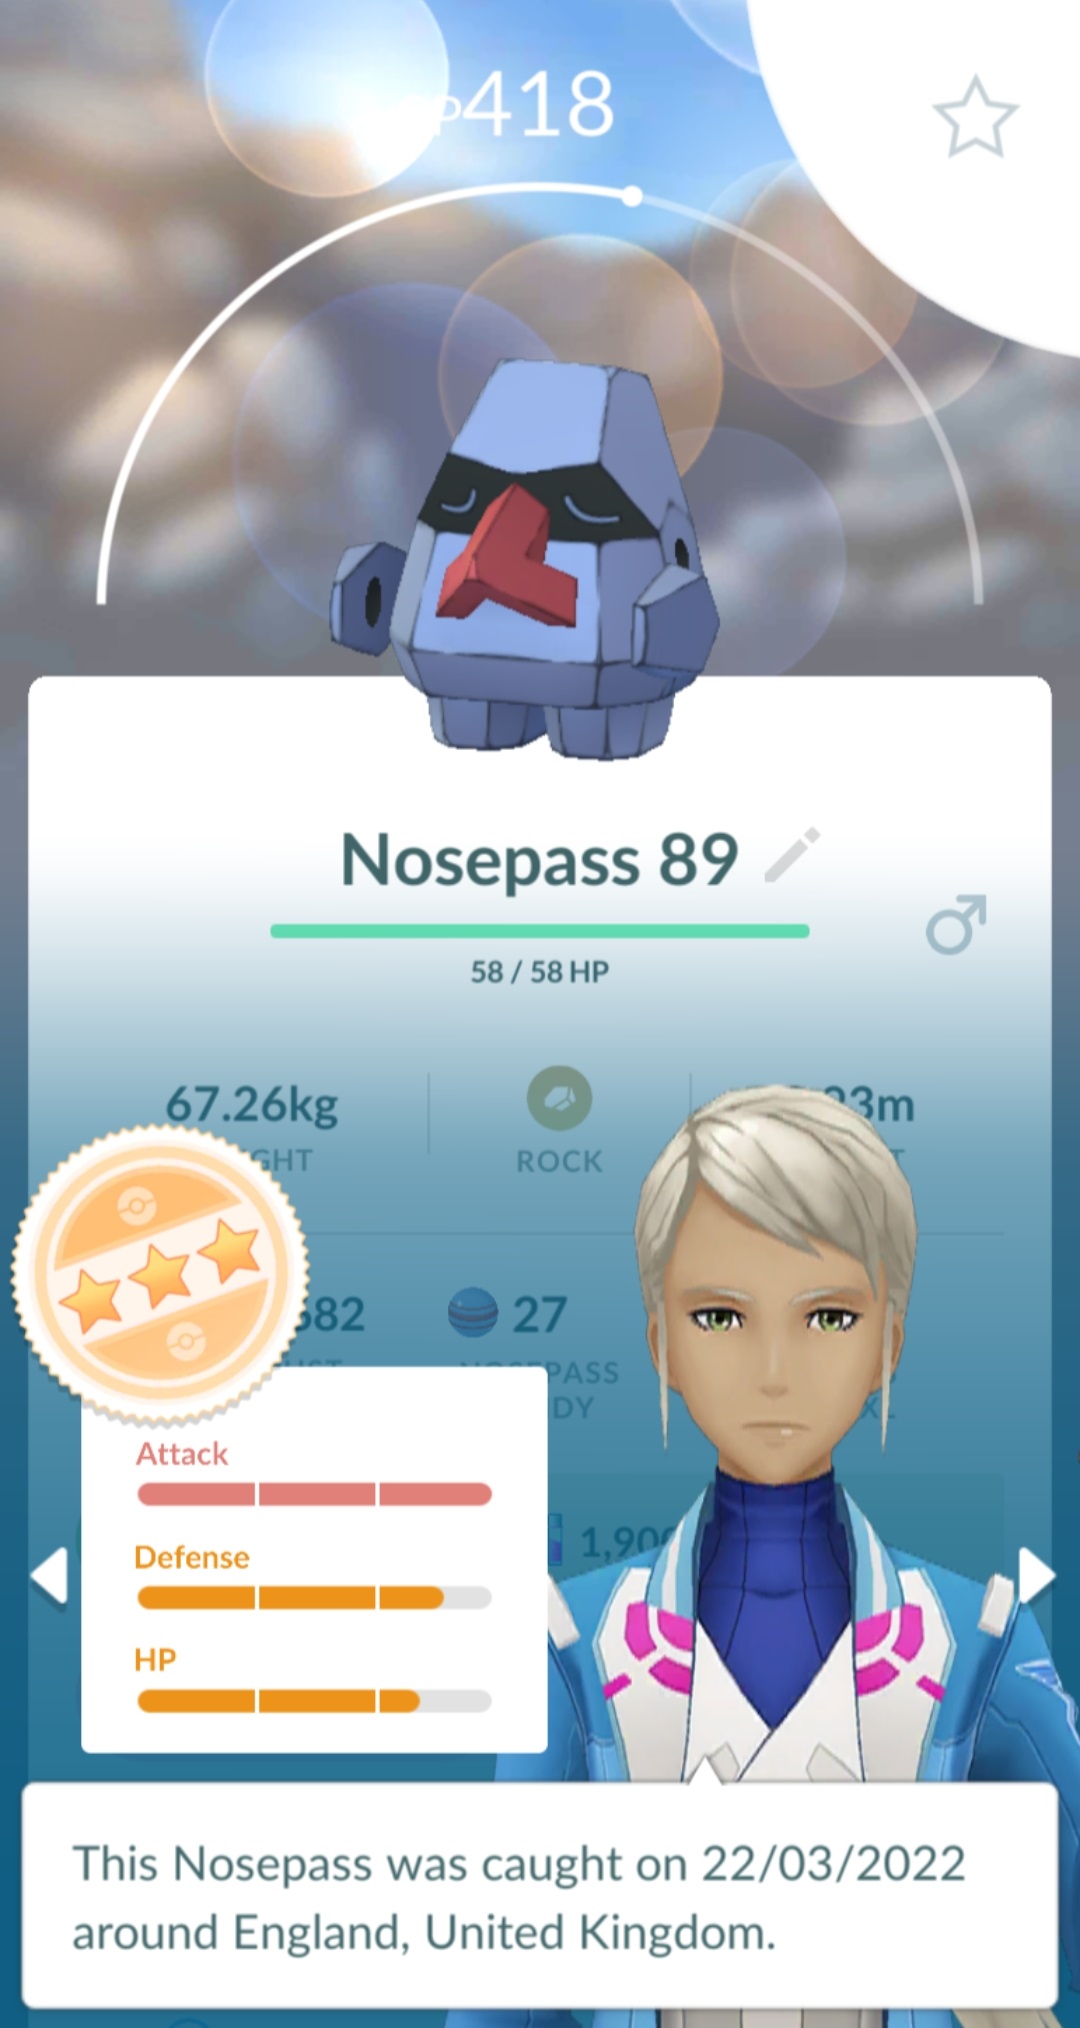 418
Nosepass 89
58 / 58 HP
67.26kg
ROCK
27
Attack
Defense
HP
This Nosepass was caught on 22/03/2022
around England, United Kingdom.